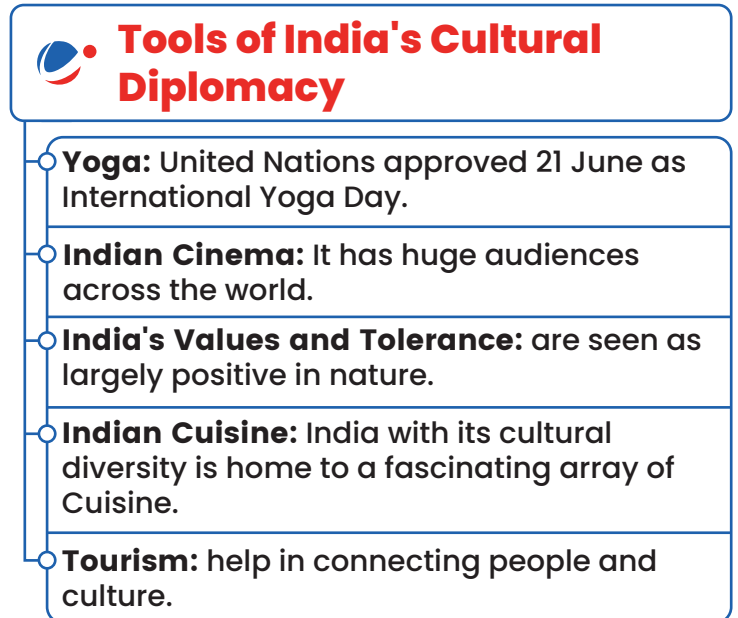 Tools of India's Cultural
Diplomacy
Yoga: United Nations approved 21 June as
International Yoga Day.
Indian Cinema: It has huge audiences
across the world.
India's Values and Tolerance: are seen as
largely positive in nature.
Indian Cuisine: India with its cultural
diversity is home to a fascinating array of
Cuisine.
Tourism: help in connecting people and
culture.